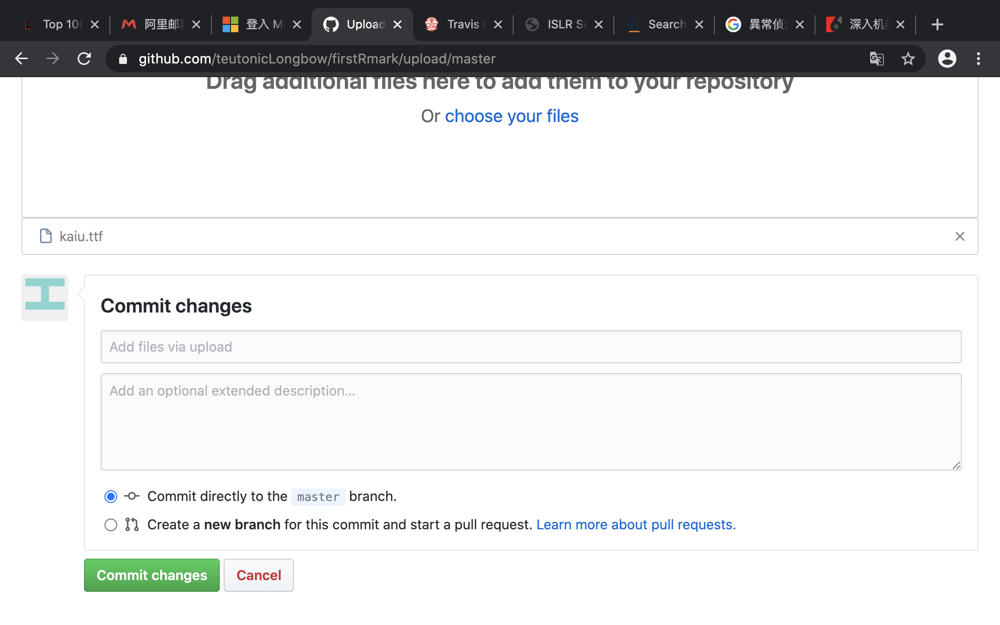 Top 10
阿里邮
登入 M
Upload
Travis
ISLR S
Search
異常偵
深入机
github.com/teutonicLongbow/firstRmark/upload/master
Drag additional files here to add them to your repository
Or choose your files
kaiu.ttf
Commit changes
Add files via upload
Add an optional extended description...
Commit directly to the master branch.
Create a new branch for this commit and start a pull request. Learn more about pull requests.
Commit changes Cancel